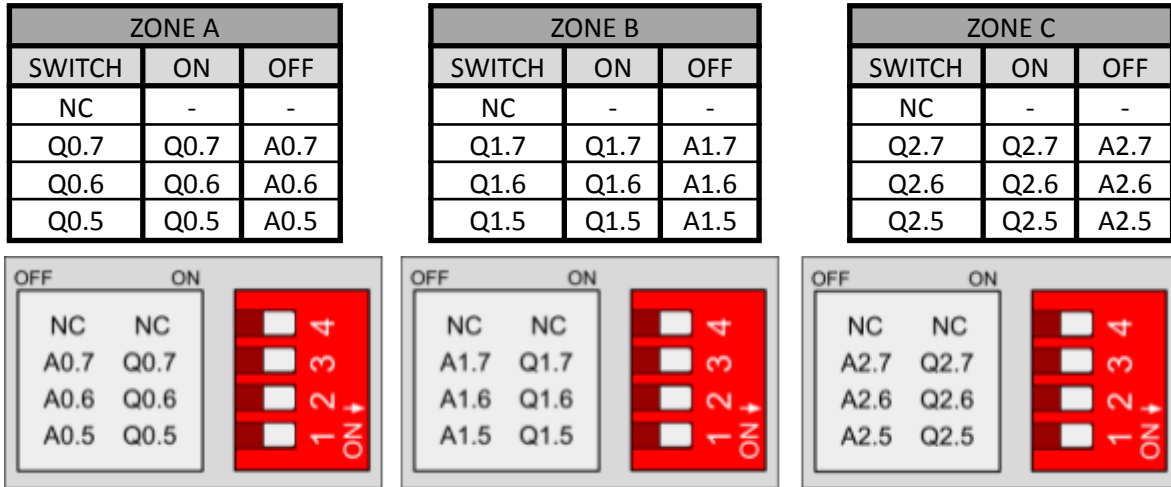 ZONE A
SWITCH ON OFF
NC - -
Q0.7 Q0.7 A0.7
Q0.6 Q0.6 A0.6
Q0.5 Q0.5 A0.5
ZONE B
SWITCH ON OFF
NC - -
Q1.7 Q1.7 A1.7
Q1.6 Q1.6 A1.6
Q1.5 Q1.5 A1.5
ZONE C
SWITCH ON OFF
NC - -
Q2.7 Q2.7 A2.7
Q2.6 Q2.6 A2.6
Q2.5 Q2.5 A2.5
OFF ON
NC NC 4
A0.7 Q0.7 3
A0.6 Q0.6 2
A0.5 Q0.5 1
ON
OFF ON
NC NC 4
A1.7 Q1.7 3
A1.6 Q1.6 2
A1.5 Q1.5 1
ON
OFF ON
NC NC 4
A2.7 Q2.7 3
A2.6 Q2.6 2
A2.5 Q2.5 1
ON